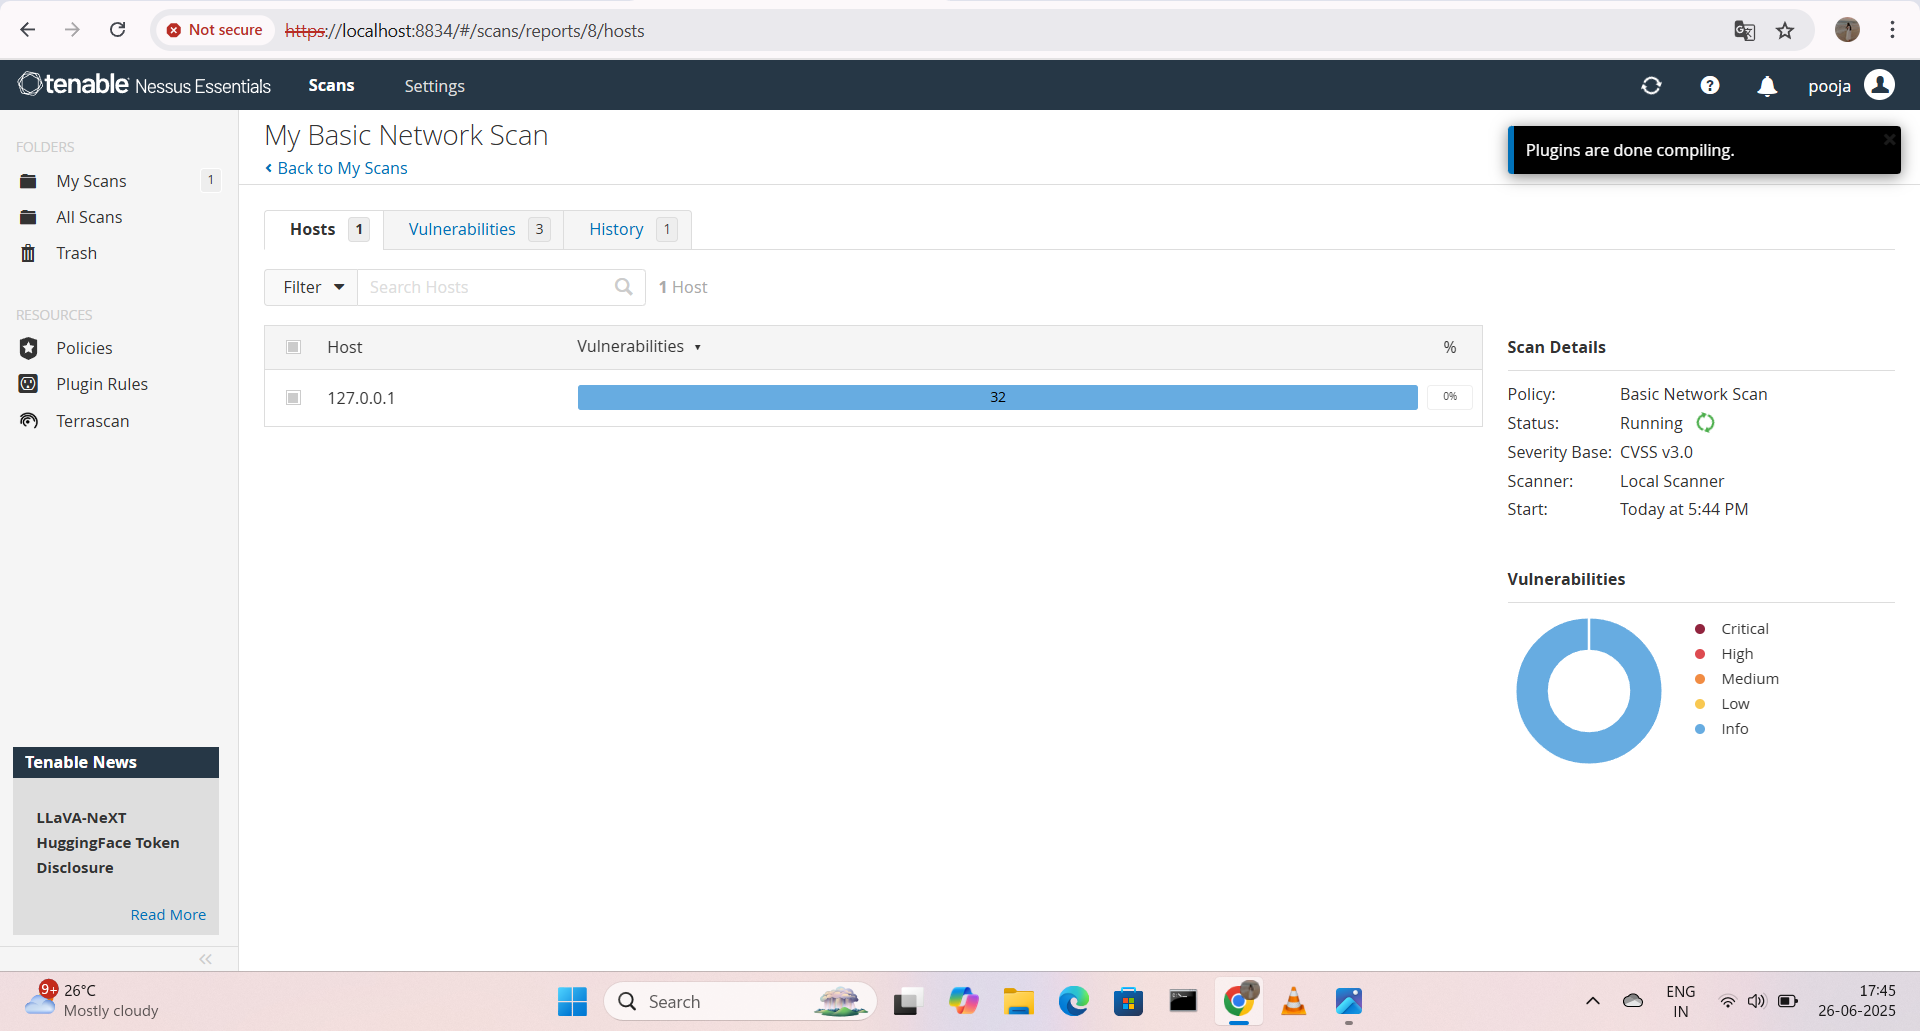 Not secure https://localhost:8834/#/scans/reports/8/hosts
tenable Nessus Essentials Scans Settings pooja
FOLDERS
My Scans 1
All Scans
Trash
RESOURCES
Policies
Plugin Rules
Terrascan
Tenable News
LLaVA-NeXT
HuggingFace Token
Disclosure
Read More
My Basic Network Scan
Back to My Scans
Plugins are done compiling.
Hosts 1 Vulnerabilities 3 History 1
Filter Search Hosts 1 Host
Host Vulnerabilities %
127.0.0.1 32 0%
Scan Details
Policy: Basic Network Scan
Status: Running
Severity Base: CVSS v3.0
Scanner: Local Scanner
Start: Today at 5:44 PM
Vulnerabilities
Critical
High
Medium
Low
Info
9+ 26°C
Mostly cloudy
Search
ENG
IN
17:45
26-06-2025